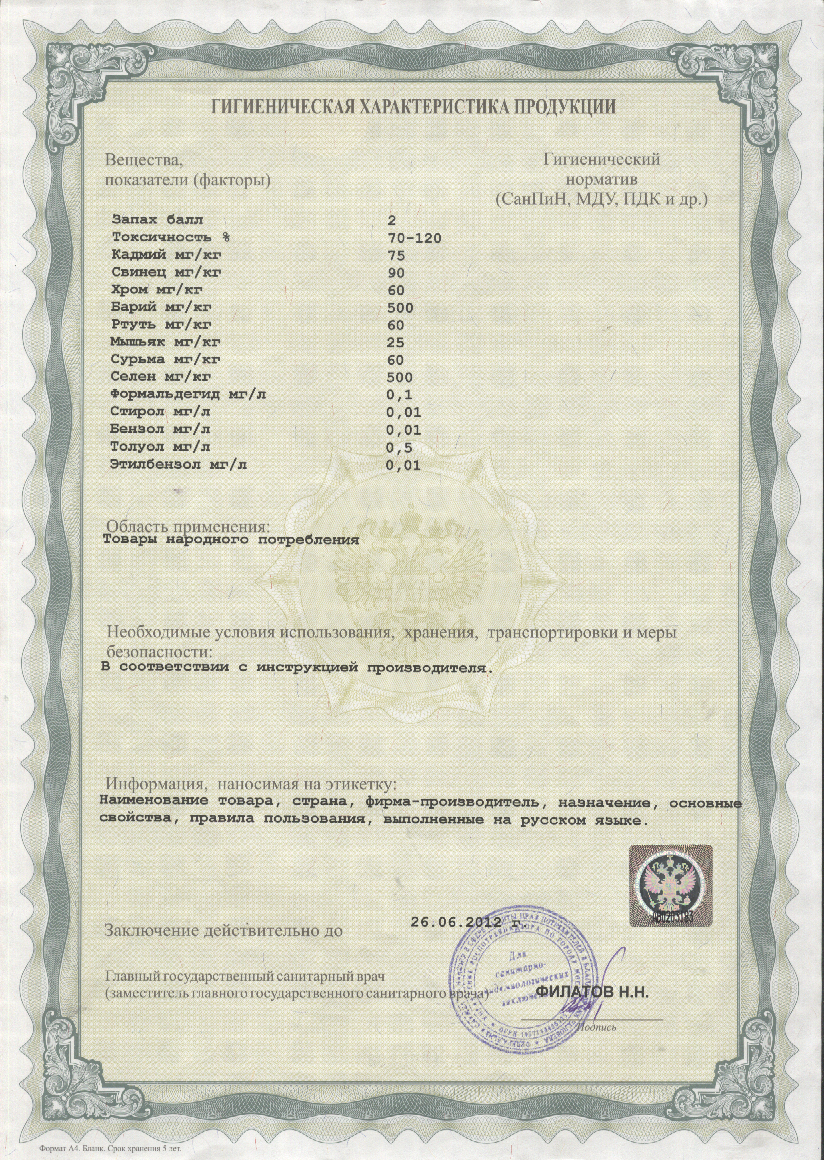 ГИГИЕНИЧЕСКАЯ ХАРАКТЕРИСТИКА ПРОДУКЦИИ
Вещества, показатели (факторы)
Гигиенический норматив (СанПиН, МДУ, ПДК и др.)
Запах балл 2
Токсичность % 70-120
Кадмий мг/кг 75
Свинец мг/кг 90
Хром мг/кг 60
Барий мг/кг 500
Ртуть мг/кг 60
Мышьяк мг/кг 25
Сурьма мг/кг 60
Селен мг/кг 500
Формальдегид мг/л 0,1
Стирол мг/л 0,01
Бензол мг/л 0,01
Толуол мг/л 0,5
Этилбензол мг/л 0,01
Область применения:
Товары народного потребления
Необходимые условия использования, хранения, транспортировки и меры
безопасности:
В соответствии с инструкцией производителя.
Информация, наносимая на этикетку:
Наименование товара, страна, фирма-производитель, назначение, основные
свойства, правила пользования, выполненные на русском языке.
Заключение действительно до 26.06.2012 г.
Главный государственный санитарный врач
(заместитель главного государственного санитарного врача)
ФИЛАТОВ Н.Н.
Подпись
Для
санитарно-
эпидемиологических
Формат А4. Бланк. Срок хранения 5 лет.